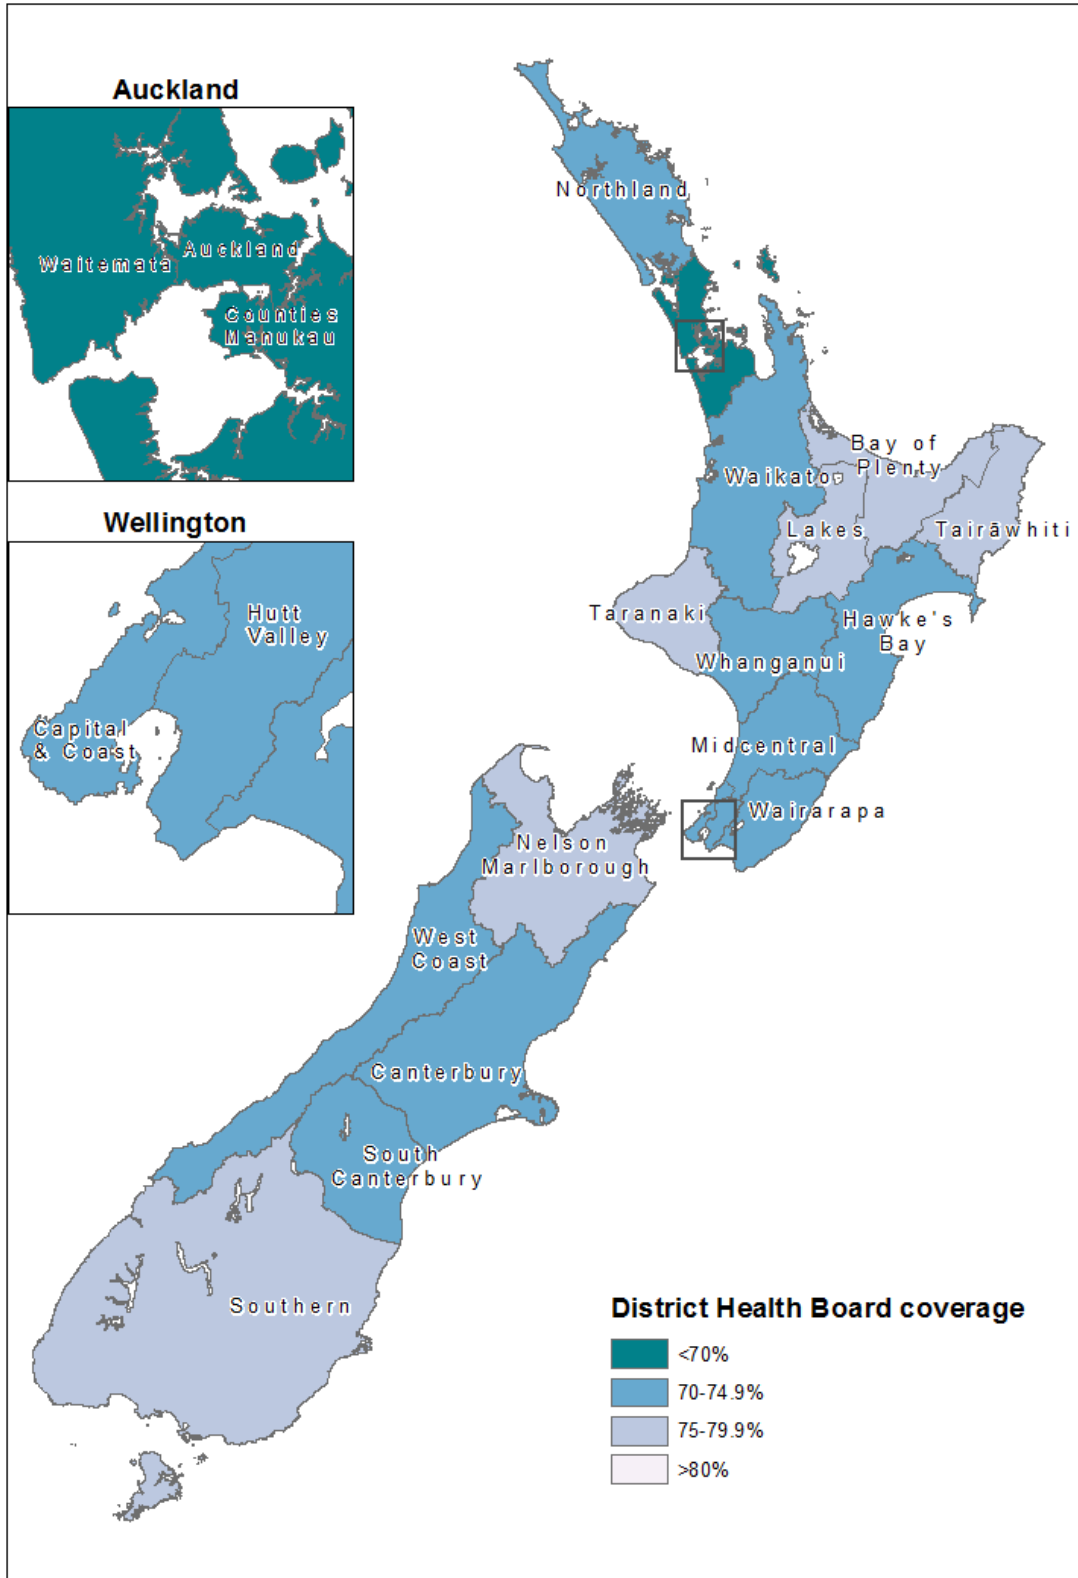 Auckland
Waitemata
Auckland
Counties
Manukau
Wellington
Hutt
Valley
Capital
& Coast
Northland
Bay of
Plenty
Waikato
Lakes
Tairāwhiti
Taranaki
Hawke's
Bay
Whanganui
Midcentral
Wairarapa
Nelson
Marlborough
West
Coast
Canterbury
South
Canterbury
Southern
District Health Board coverage
<70%
70-74.9%
75-79.9%
>80%